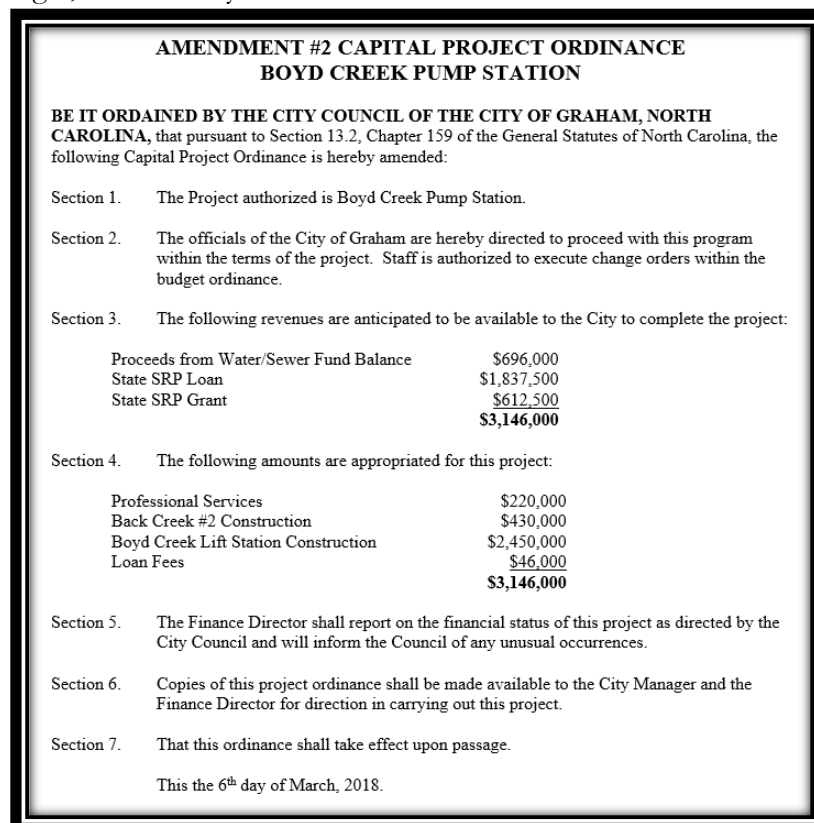 AMENDMENT #2 CAPITAL PROJECT ORDINANCE
BOYD CREEK PUMP STATION
BE IT ORDAINED BY THE CITY COUNCIL OF THE CITY OF GRAHAM, NORTH
CAROLINA, that pursuant to Section 13.2, Chapter 159 of the General Statutes of North Carolina, the
following Capital Project Ordinance is hereby amended:
Section 1. The Project authorized is Boyd Creek Pump Station.
Section 2. The officials of the City of Graham are hereby directed to proceed with this program
within the terms of the project. Staff is authorized to execute change orders within the
budget ordinance.
Section 3. The following revenues are anticipated to be available to the City to complete the project:
Proceeds from Water/Sewer Fund Balance $696,000
State SRP Loan $1,837,500
State SRP Grant $612,500
$3,146,000
Section 4. The following amounts are appropriated for this project:
Professional Services $220,000
Back Creek #2 Construction $430,000
Boyd Creek Lift Station Construction $2,450,000
Loan Fees $46,000
$3,146,000
Section 5. The Finance Director shall report on the financial status of this project as directed by the
City Council and will inform the Council of any unusual occurrences.
Section 6. Copies of this project ordinance shall be made available to the City Manager and the
Finance Director for direction in carrying out this project.
Section 7. That this ordinance shall take effect upon passage.
This the 6th day of March, 2018.